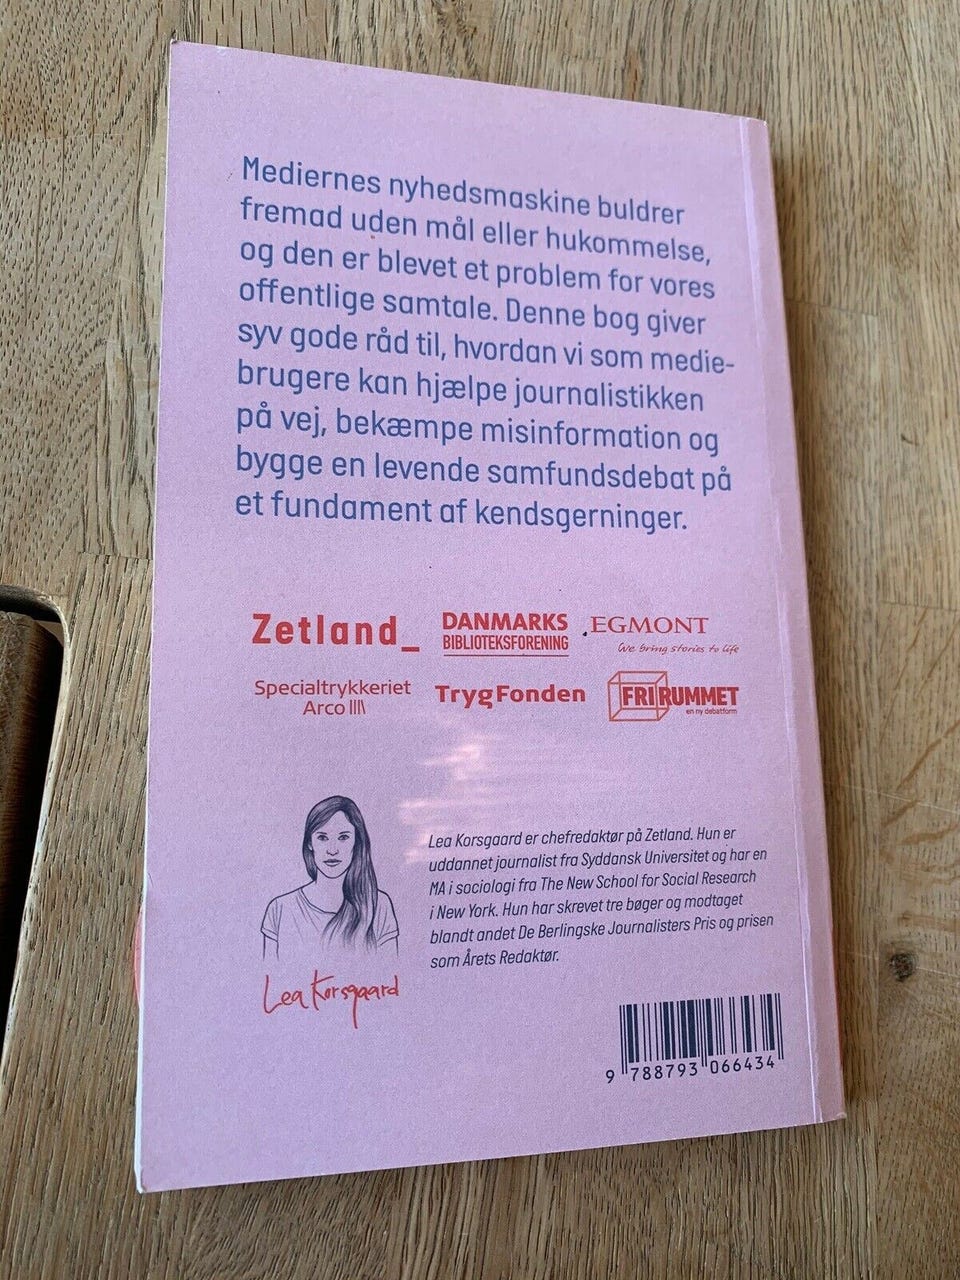 Mediernes nyhedsmaskine buldrer
fremad uden mål eller hukommelse,
og den er blevet et problem for vores
offentlige samtale. Denne bog giver
syv gode råd til, hvordan vi som medie-
brugere kan hjælpe journalistikken
på vej, bekæmpe misinformation og
bygge en levende samfundsdebat på
et fundament af kendsgerninger.
Zetland_
DANMARKS
BIBLIOTEKSFORENING
EGMONT
We bring stories to life
Specialtrykkeriet
Arco
TrygFonden
FRIRUMMET
en ny debatform
Lea Korsgaard er chefredaktør på Zetland. Hun er
uddannet journalist fra Syddansk Universitet og har en
MA i sociologi fra The New School for Social Research
i New York. Hun har skrevet tre bøger og modtaget
blandt andet De Berlingske Journalisters Pris og prisen
som Årets Redaktør.
Lea Korsgaard
9 788793 066434